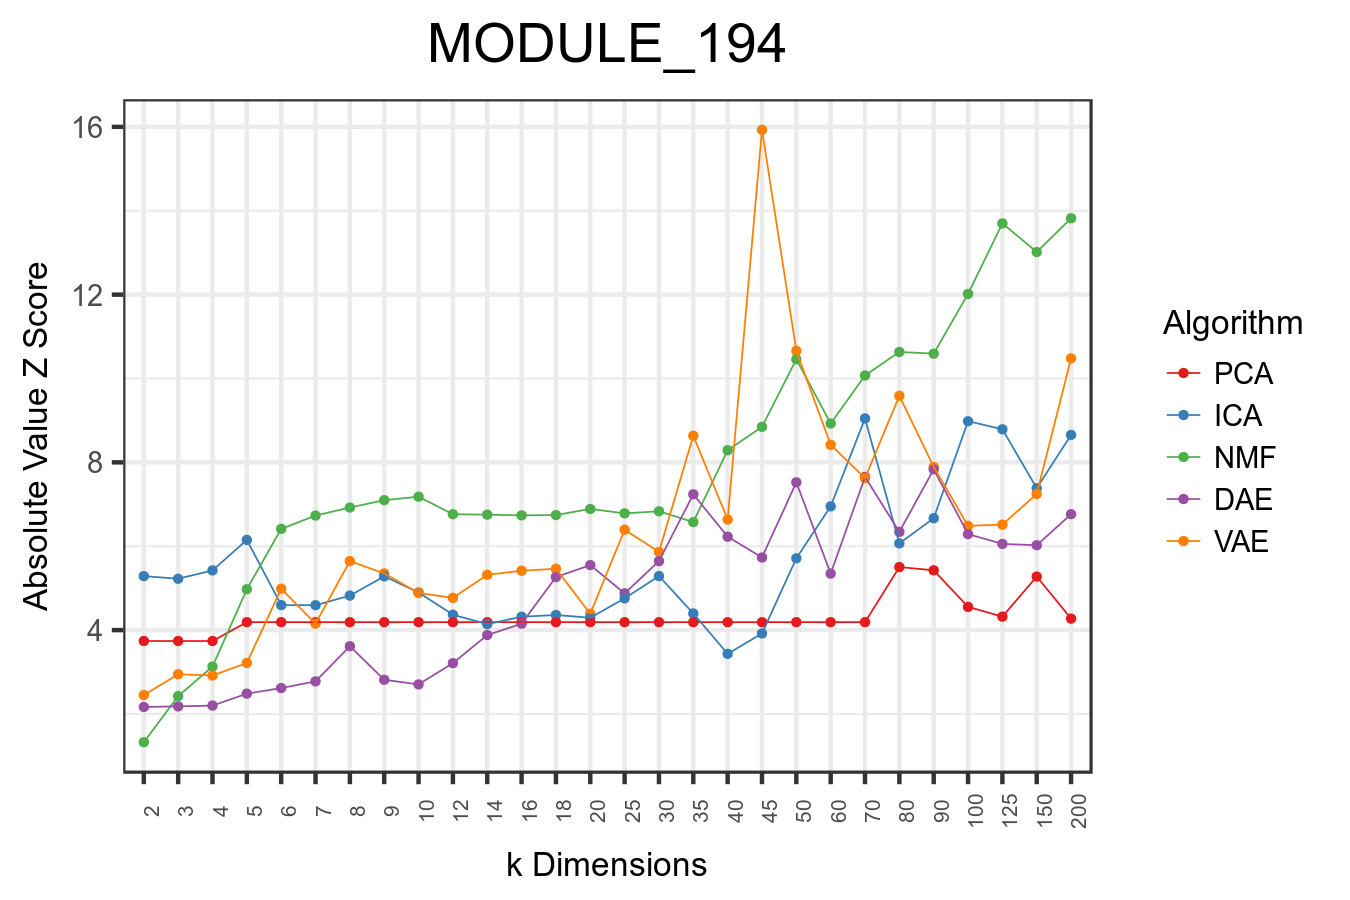 MODULE_194
Absolute Value Z Score
16
12
8
4
2 3 4 5 6 7 8 9 10 12 14 16 18 20 25 30 35 40 45 50 60 70 80 90 100 125 150 200
k Dimensions
Algorithm
PCA
ICA
NMF
DAE
VAE